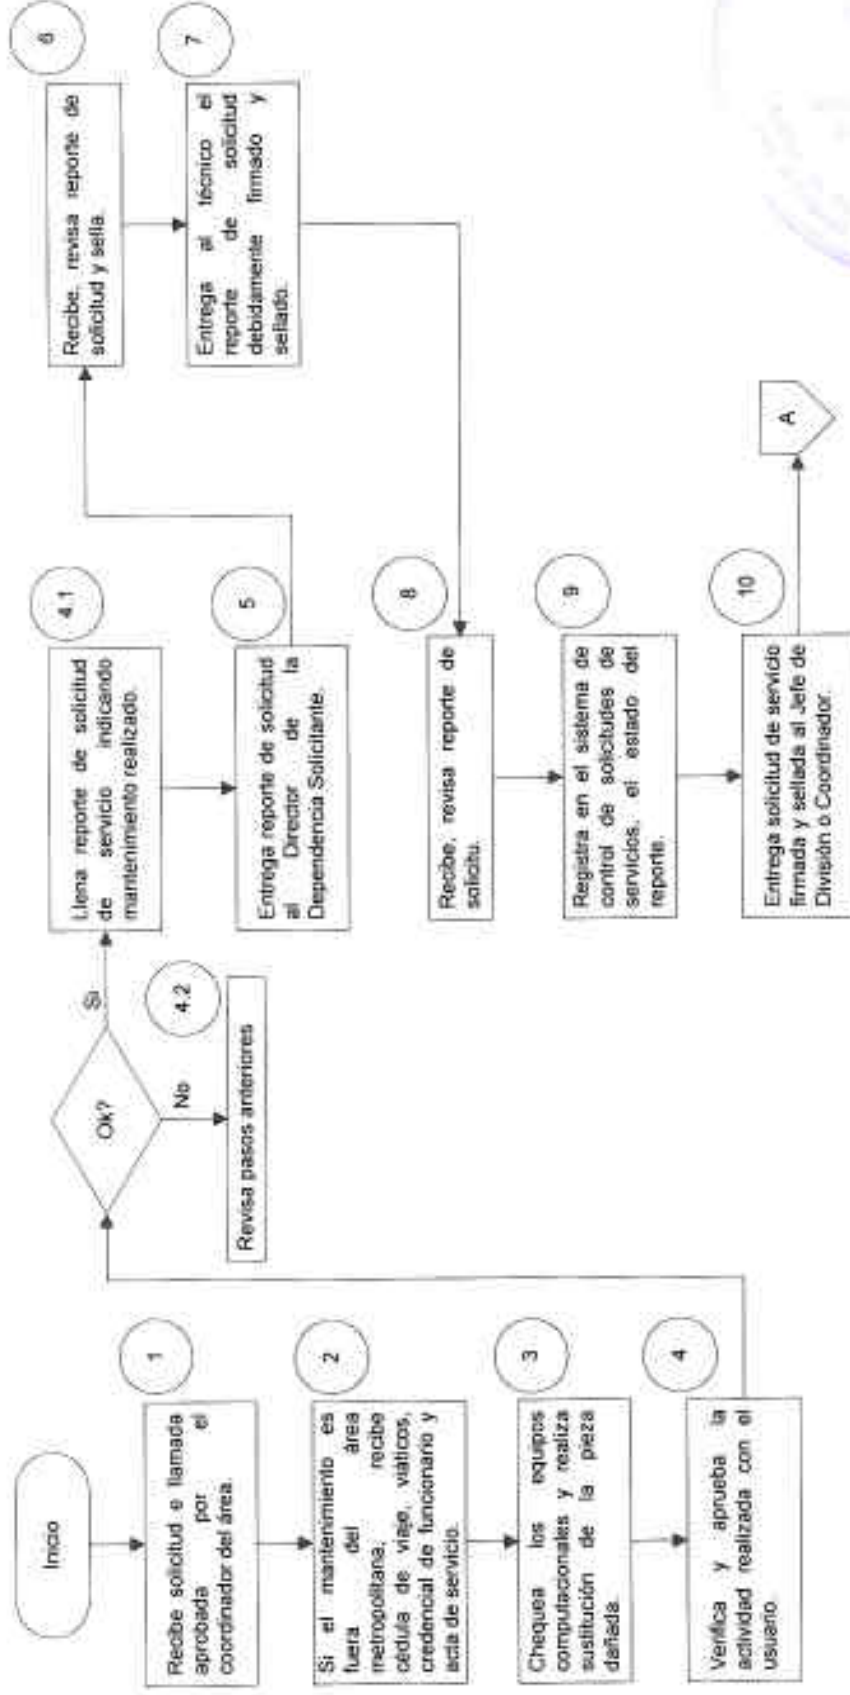 Inicio
1
Recibe solicitud e llamada
aprobada por el
coordinador del área.
2
Si el mantenimiento es
fuera del área
metropolitana, recibe
cédula de viaje, viáticos,
credencial de funcionario y
acta de servicio.
3
Chequea los equipos
computacionales y realiza
sustitución de la pieza
dañada.
4
Verifica y aprueba la
actividad realizada con el
usuario.
Ok?
Si
No
4.2
Revisa pasos anteriores
4.1
Llena reporte de solicitud
de servicio indicando
mantenimiento realizado.
5
Entrega reporte de solicitud
al Director de la
Dependencia Solicitante.
6
Recibe, revisa reporte de
solicitud y sella.
7
Entrega al técnico el
reporte de solicitud
debidamente firmado y
sellado.
8
Recibe, revisa reporte de
solicitu.
9
Registra en el sistema de
control de solicitudes de
servicios, el estado del
reporte.
10
Entrega solicitud de servicio
firmada y sellada al Jefe de
División o Coordinador.
A